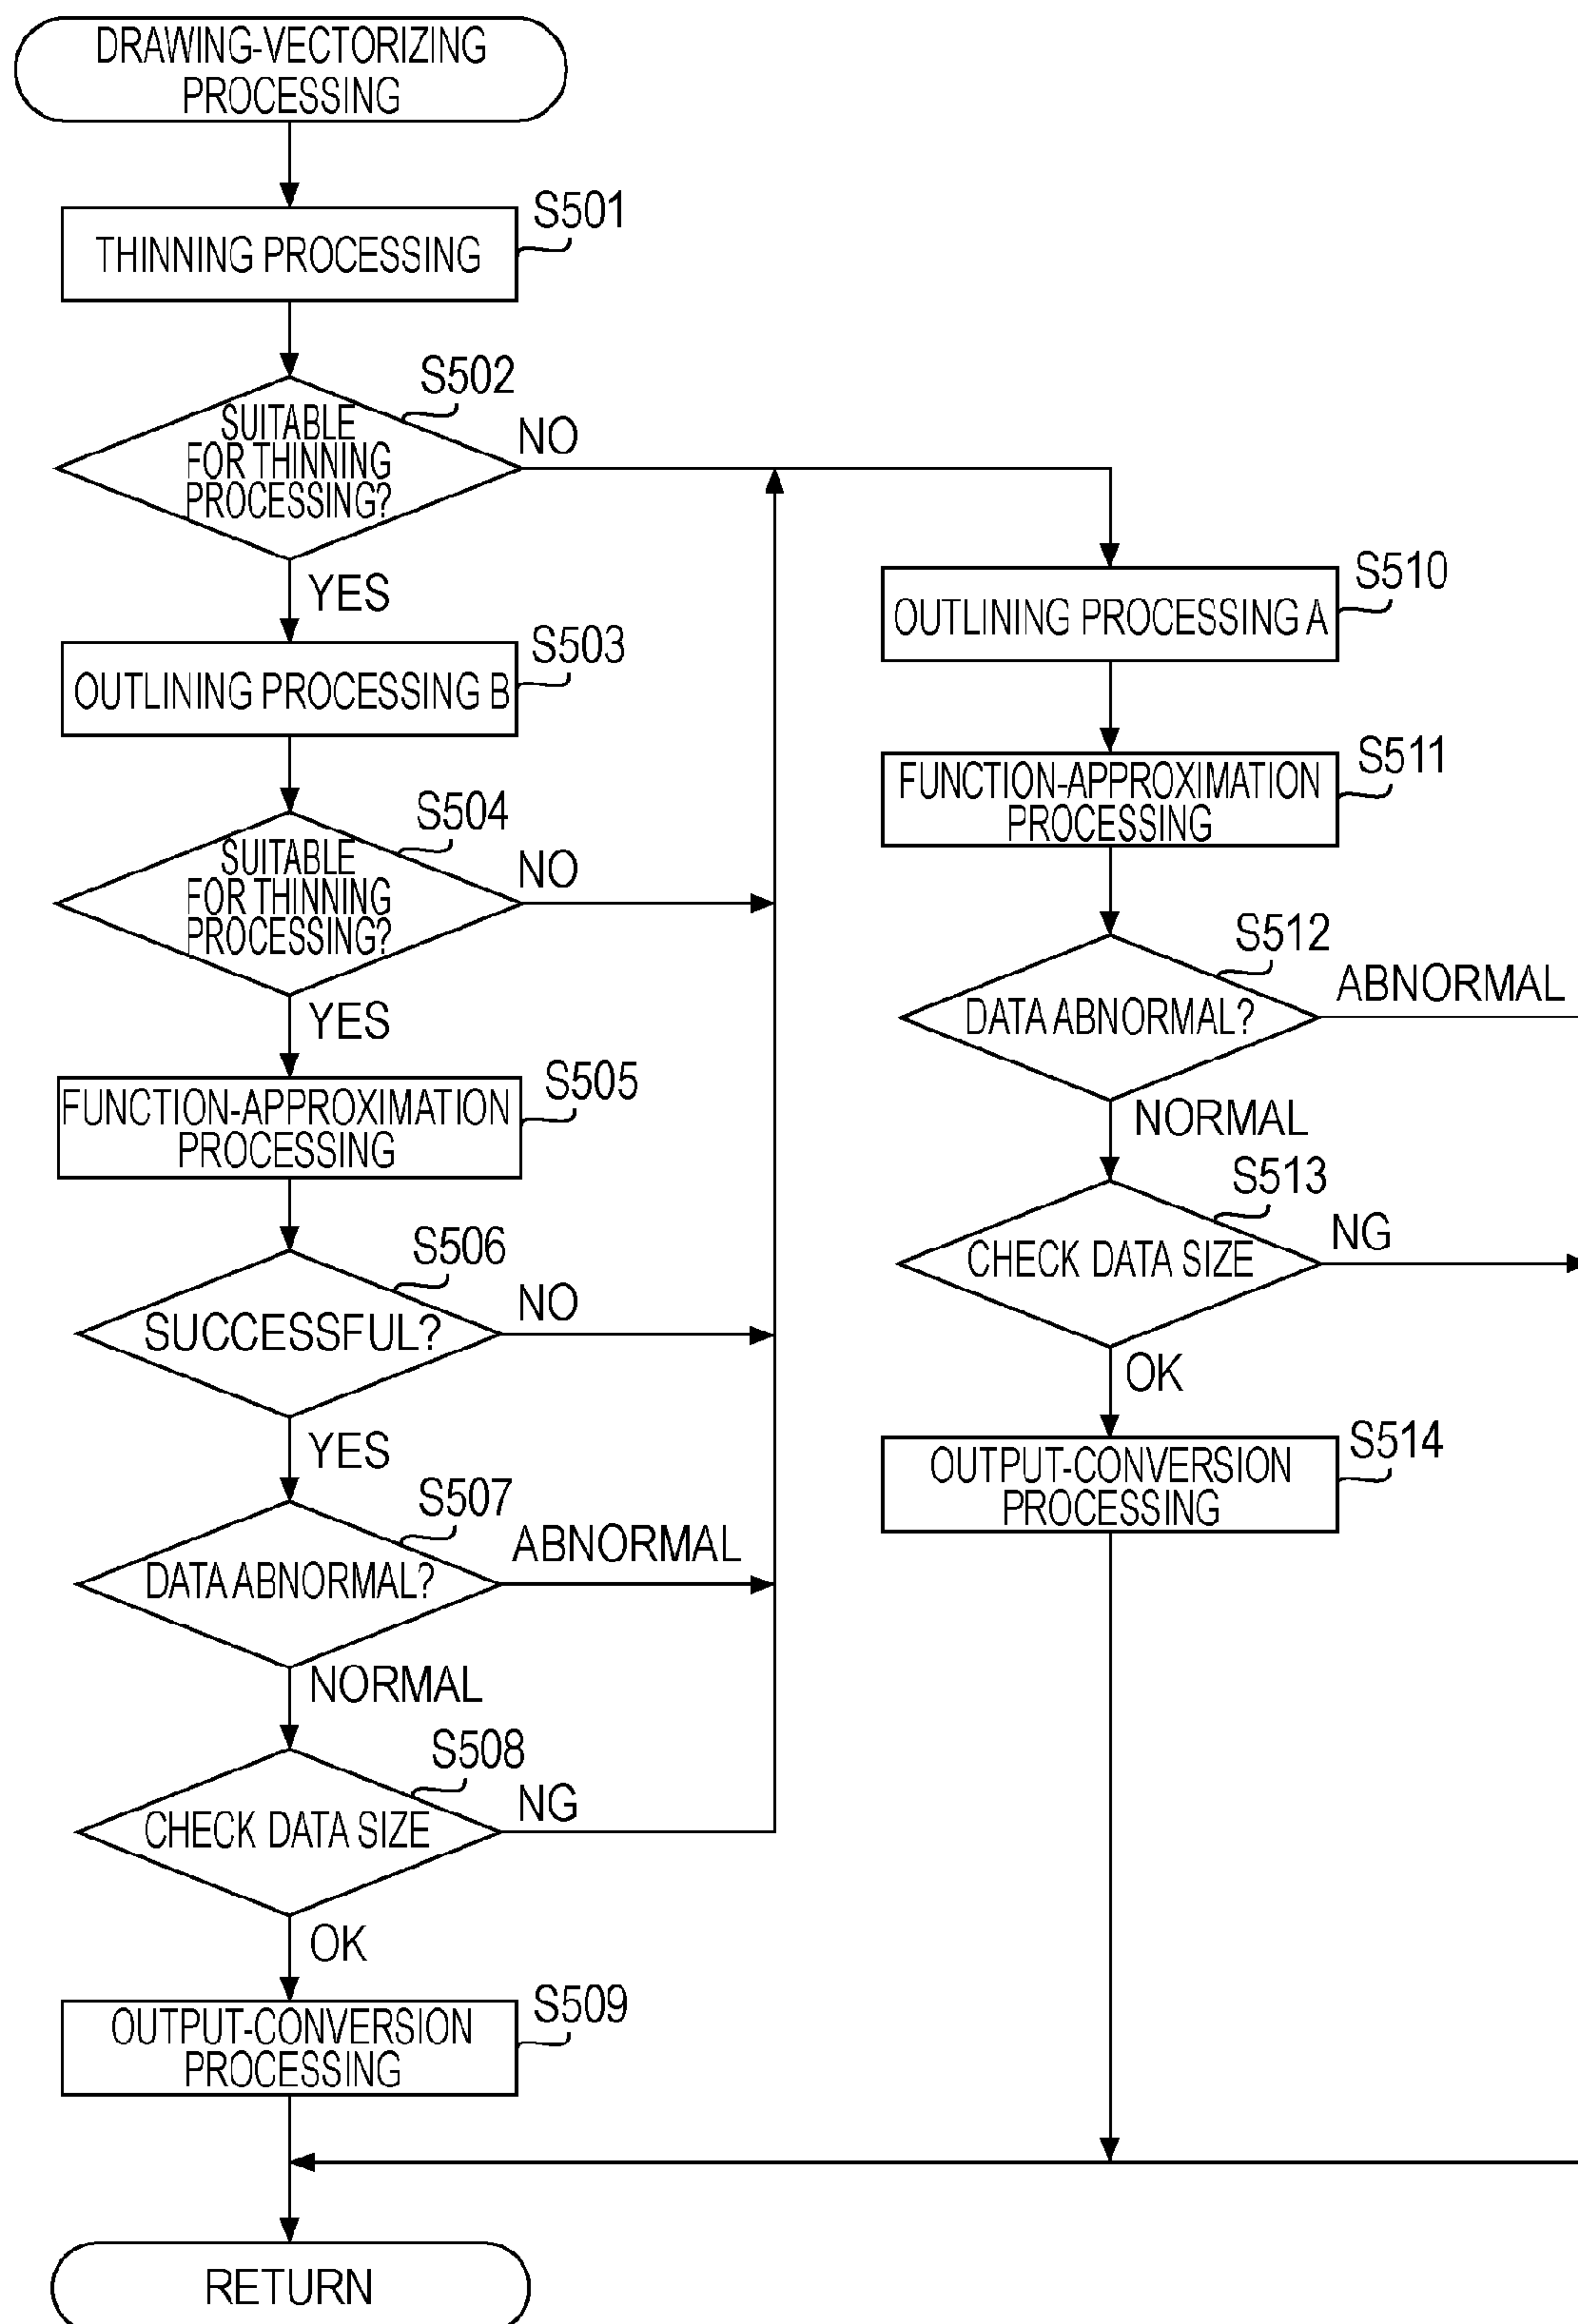 DRAWING-VECTORIZING
PROCESSING
S501
THINNING PROCESSING
S502
SUITABLE
FOR THINNING
PROCESSING?
NO
YES
S503
OUTLINING PROCESSING B
S504
SUITABLE
FOR THINNING
PROCESSING?
NO
YES
S505
FUNCTION-APPROXIMATION
PROCESSING
S506
SUCCESSFUL?
NO
YES
S507
DATA ABNORMAL?
ABNORMAL
NORMAL
S508
CHECK DATA SIZE
NG
OK
S509
OUTPUT-CONVERSION
PROCESSING
RETURN
S510
OUTLINING PROCESSING A
S511
FUNCTION-APPROXIMATION
PROCESSING
S512
DATA ABNORMAL?
ABNORMAL
NORMAL
S513
CHECK DATA SIZE
NG
OK
S514
OUTPUT-CONVERSION
PROCESSING